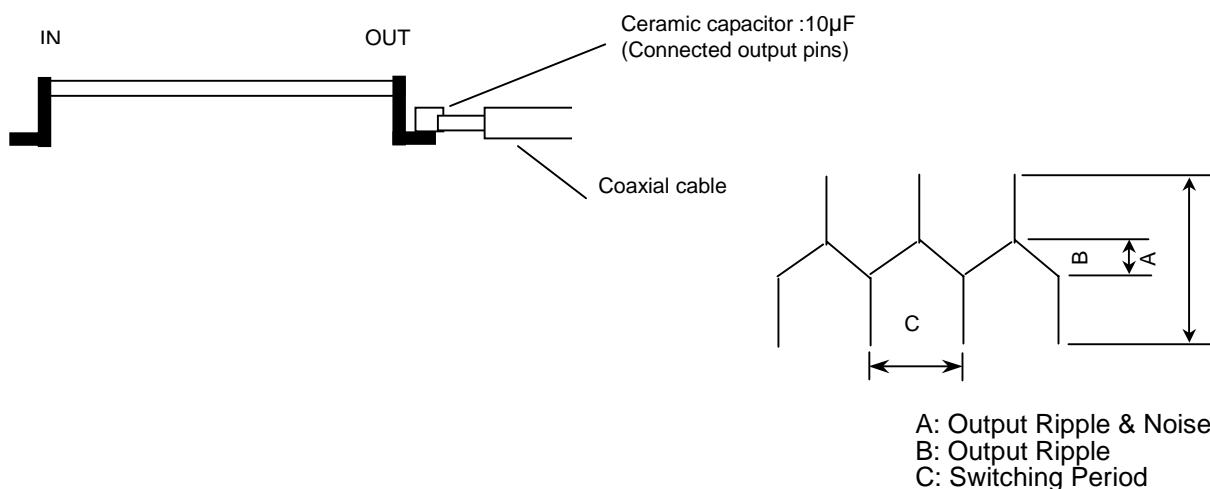 IN
OUT
Ceramic capacitor :10µF
(Connected output pins)
Coaxial cable
B
A
C
A: Output Ripple & Noise
B: Output Ripple
C: Switching Period